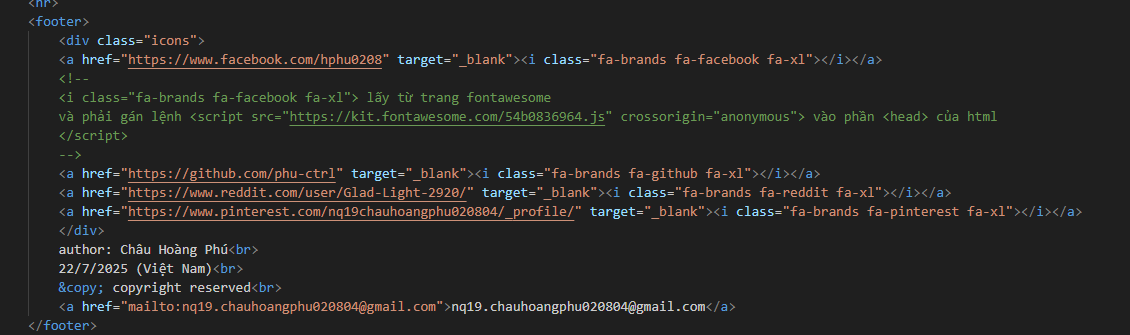 <hr>
<footer>
<div class="icons">
<a href="https://www.facebook.com/hphu0208" target="_blank"><i class="fa-brands fa-facebook fa-xl"></i></a>
<!--
<i class="fa-brands fa-facebook fa-xl"> lấy từ trang fontawesome
và phải gán lệnh <script src="https://kit.fontawesome.com/54b0836964.js" crossorigin="anonymous"> vào phần <head> của html
</script>
-->
<a href="https://github.com/phu-ctrl" target="_blank"><i class="fa-brands fa-github fa-xl"></i></a>
<a href="https://www.reddit.com/user/Glad-Light-2920/" target="_blank"><i class="fa-brands fa-reddit fa-xl"></i></a>
<a href="https://www.pinterest.com/nq19chauhoangphu020804/_profile/" target="_blank"><i class="fa-brands fa-pinterest fa-xl"></i></a>
</div>
author: Châu Hoàng Phú<br>
22/7/2025 (Việt Nam)<br>
&copy; copyright reserved<br>
<a href="mailto:nq19.chauhoangphu020804@gmail.com">nq19.chauhoangphu020804@gmail.com</a>
</footer>